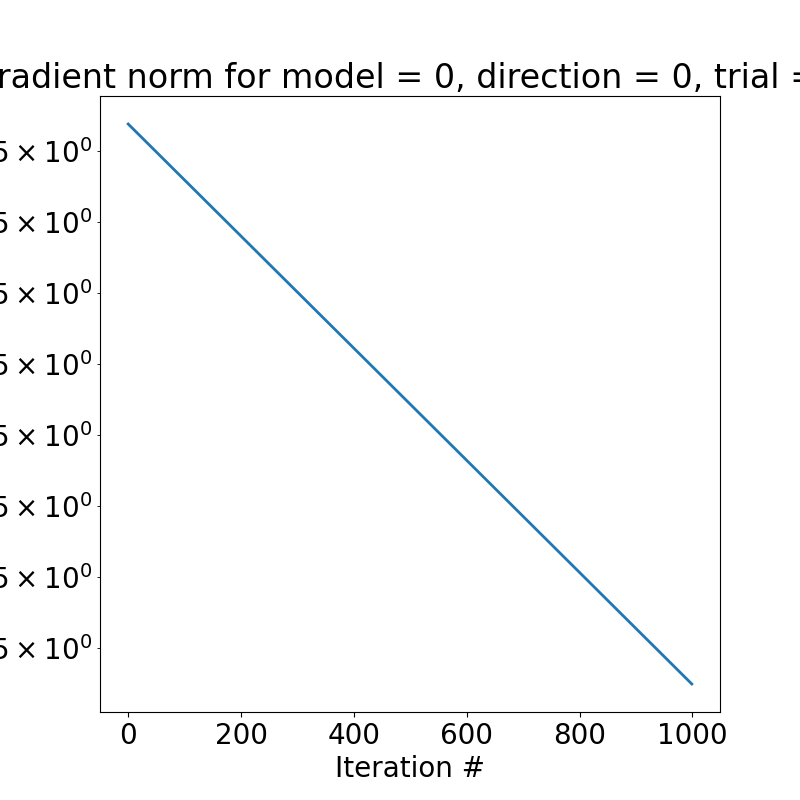 radient norm for model = 0, direction = 0, trial =
5 × 10⁰
5 × 10⁰
5 × 10⁰
5 × 10⁰
5 × 10⁰
5 × 10⁰
5 × 10⁰
5 × 10⁰
0 200 400 600 800 1000
Iteration #